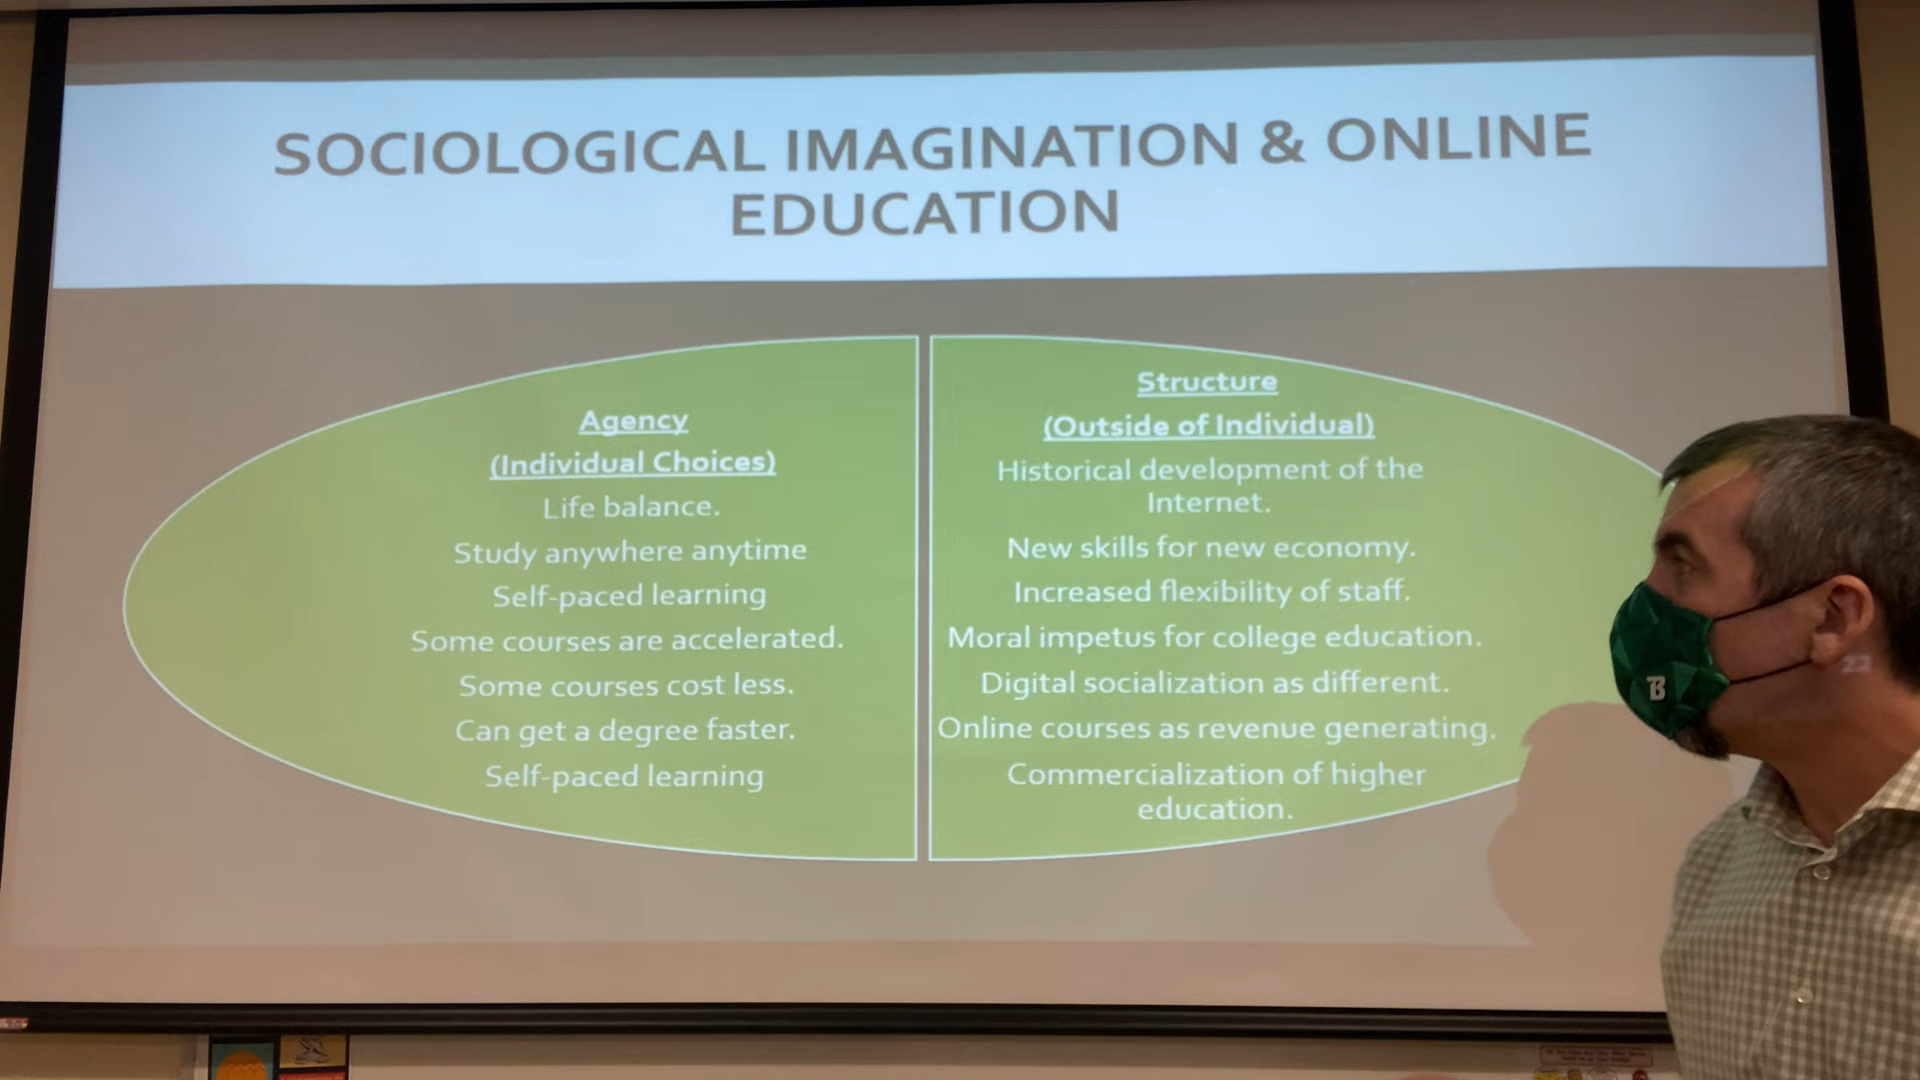 SOCIOLOGICAL IMAGINATION & ONLINE
EDUCATION
Agency
(Individual Choices)
Life balance.
Study anywhere anytime
Self-paced learning
Some courses are accelerated.
Some courses cost less.
Can get a degree faster.
Self-paced learning
Structure
(Outside of Individual)
Historical development of the
Internet.
New skills for new economy.
Increased flexibility of staff.
Moral impetus for college education.
Digital socialization as different.
Online courses as revenue generating.
Commercialization of higher
education.
B